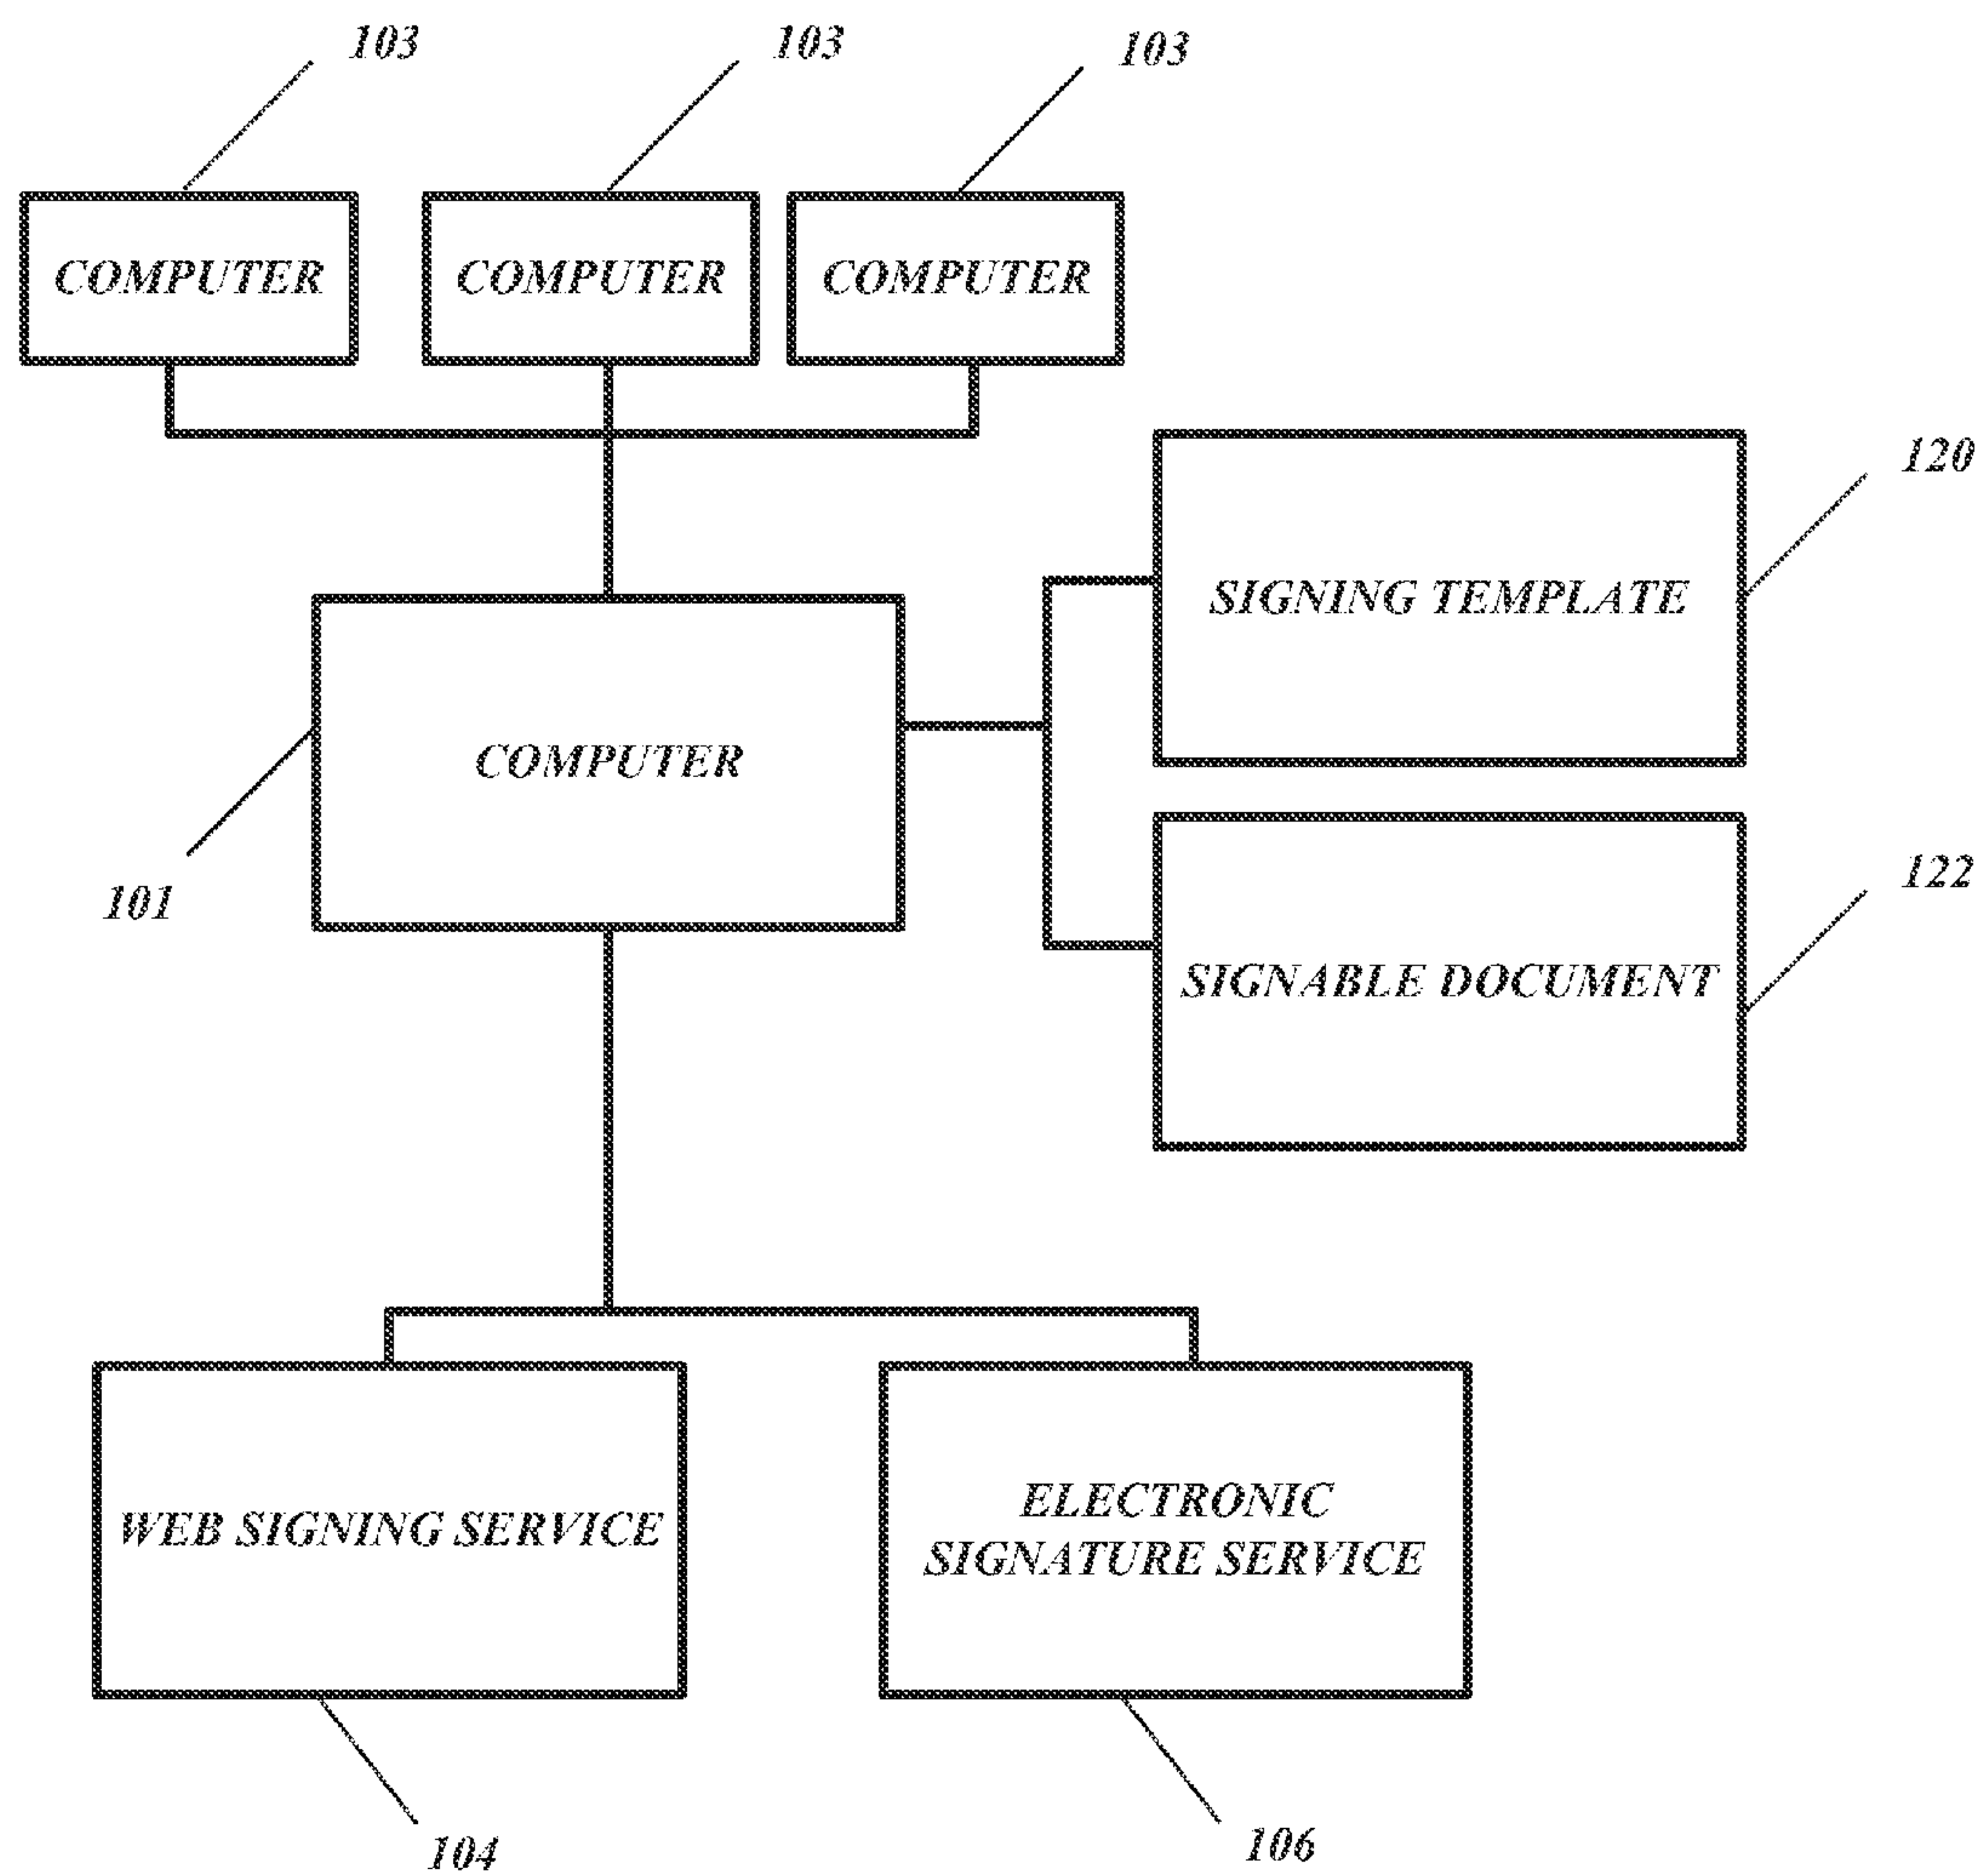 103
103
103
COMPUTER
COMPUTER
COMPUTER
120
SIGNING TEMPLATE
COMPUTER
101
122
SIGNABLE DOCUMENT
WEB SIGNING SERVICE
ELECTRONIC
SIGNATURE SERVICE
104
106